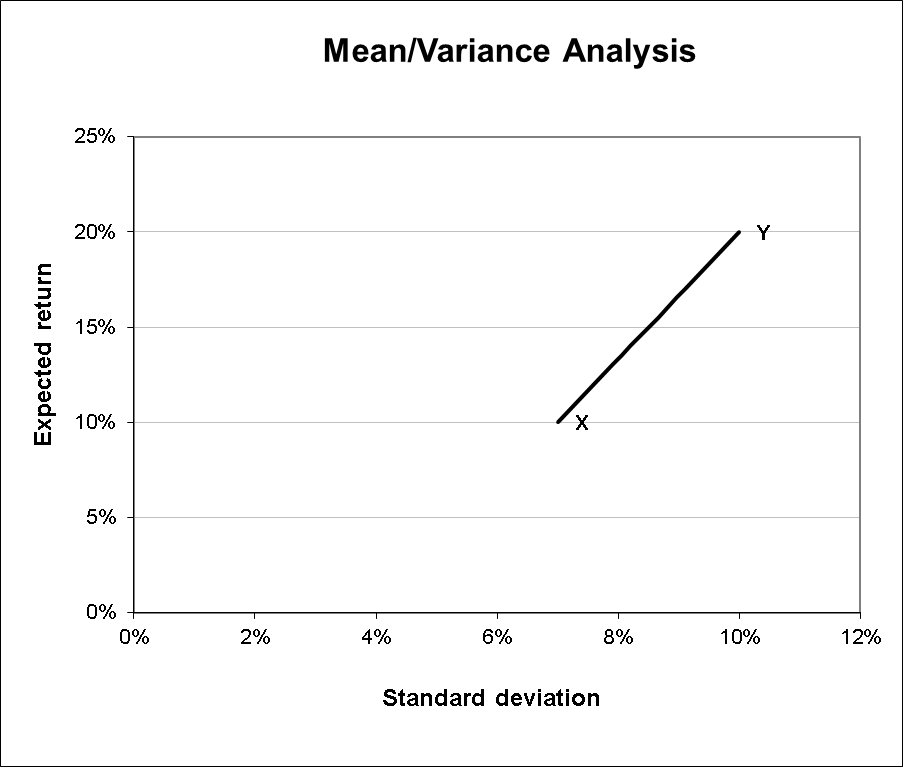 Mean/Variance Analysis
25%
20%
15%
10%
5%
0%
Expected return
Y
X
0% 2% 4% 6% 8% 10% 12%
Standard deviation